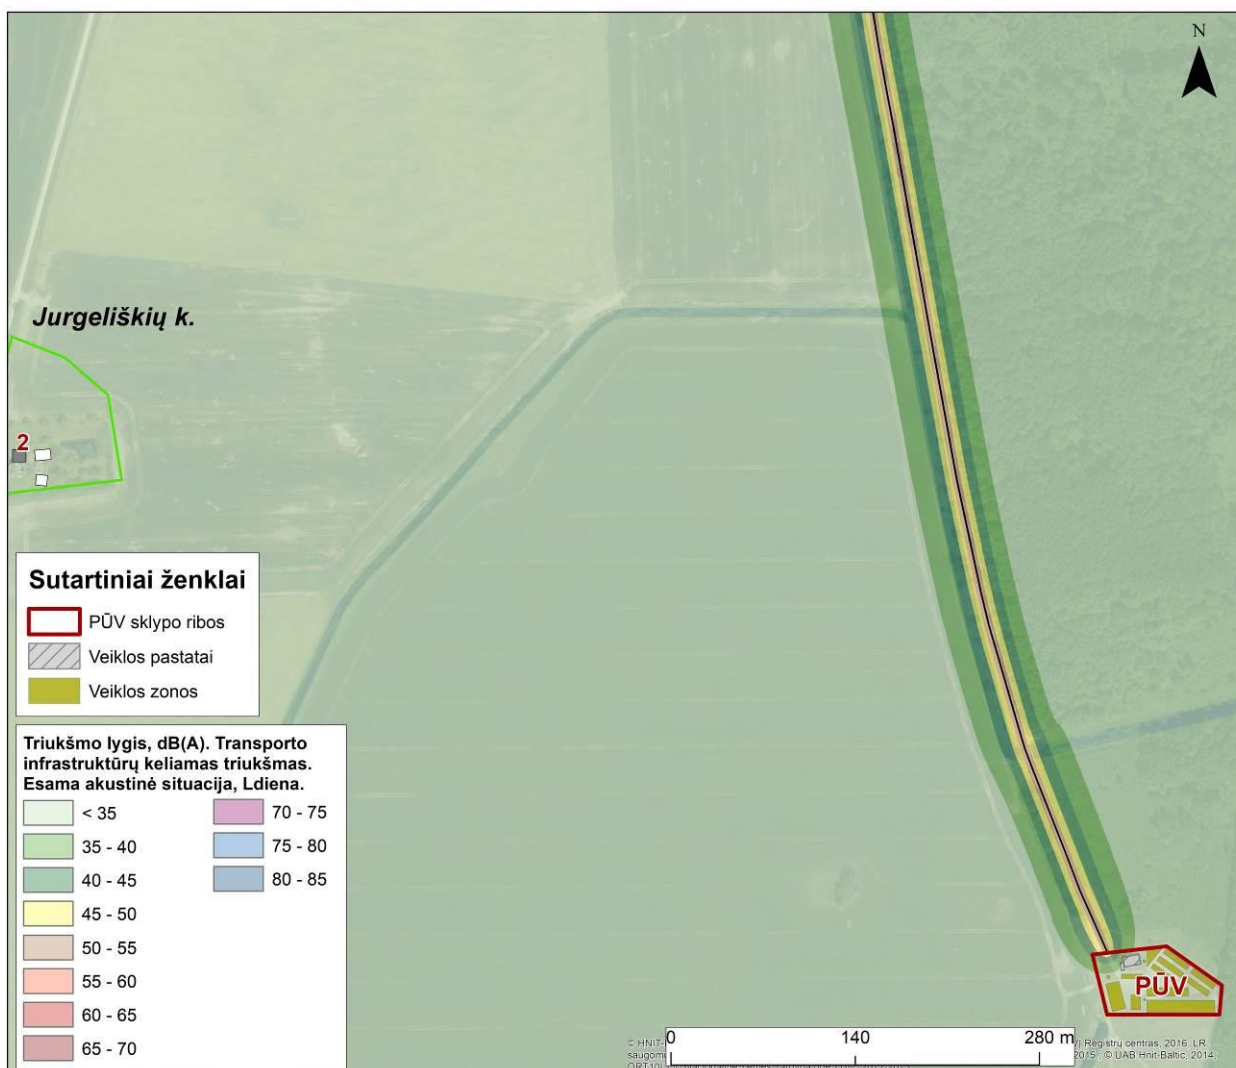 N
Jurgeliškių k.
2
Sutartiniai ženklai
PŪV sklypo ribos
Veiklos pastatai
Veiklos zonos
Triukšmo lygis, dB(A). Transporto
infrastruktūrų keliamas triukšmas.
Esama akustinė situacija, Ldiena.
< 35
35 - 40
40 - 45
45 - 50
50 - 55
55 - 60
60 - 65
65 - 70
70 - 75
75 - 80
80 - 85
PŪV
0 140 280 m
© HNIT-
Registrų centras, 2016. LR
2015 ; © UAB Hnit-Baltic, 2014;